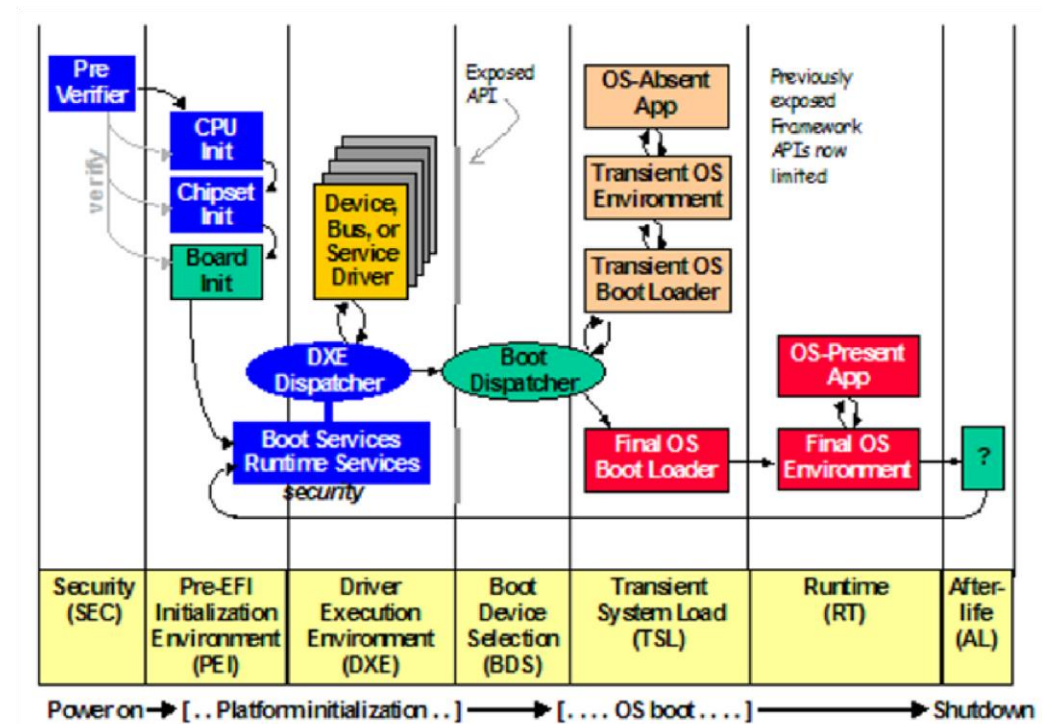 Pre
Verifier
verify
CPU
Init
Chipset
Init
Board
Init
Device,
Bus, or
Service
Driver
Exposed
API
OS-Absent
App
Transient OS
Environment
Transient OS
Boot Loader
Previously
exposed
Framework
APIs now
limited
DXE
Dispatcher
Boot
Dispatcher
OS-Present
App
Boot Services
Runtime Services
security
Final OS
Boot Loader
Final OS
Environment
?
Security
(SEC)
Pre-EFI
Initialization
Environment
(PEI)
Driver
Execution
Environment
(DXE)
Boot
Device
Selection
(BDS)
Transient
System Load
(TSL)
Runtime
(RT)
After-
life
(AL)
Power on → [ . . Platform initialization . . ] → [ . . . . OS boot . . . . ] → Shutdown